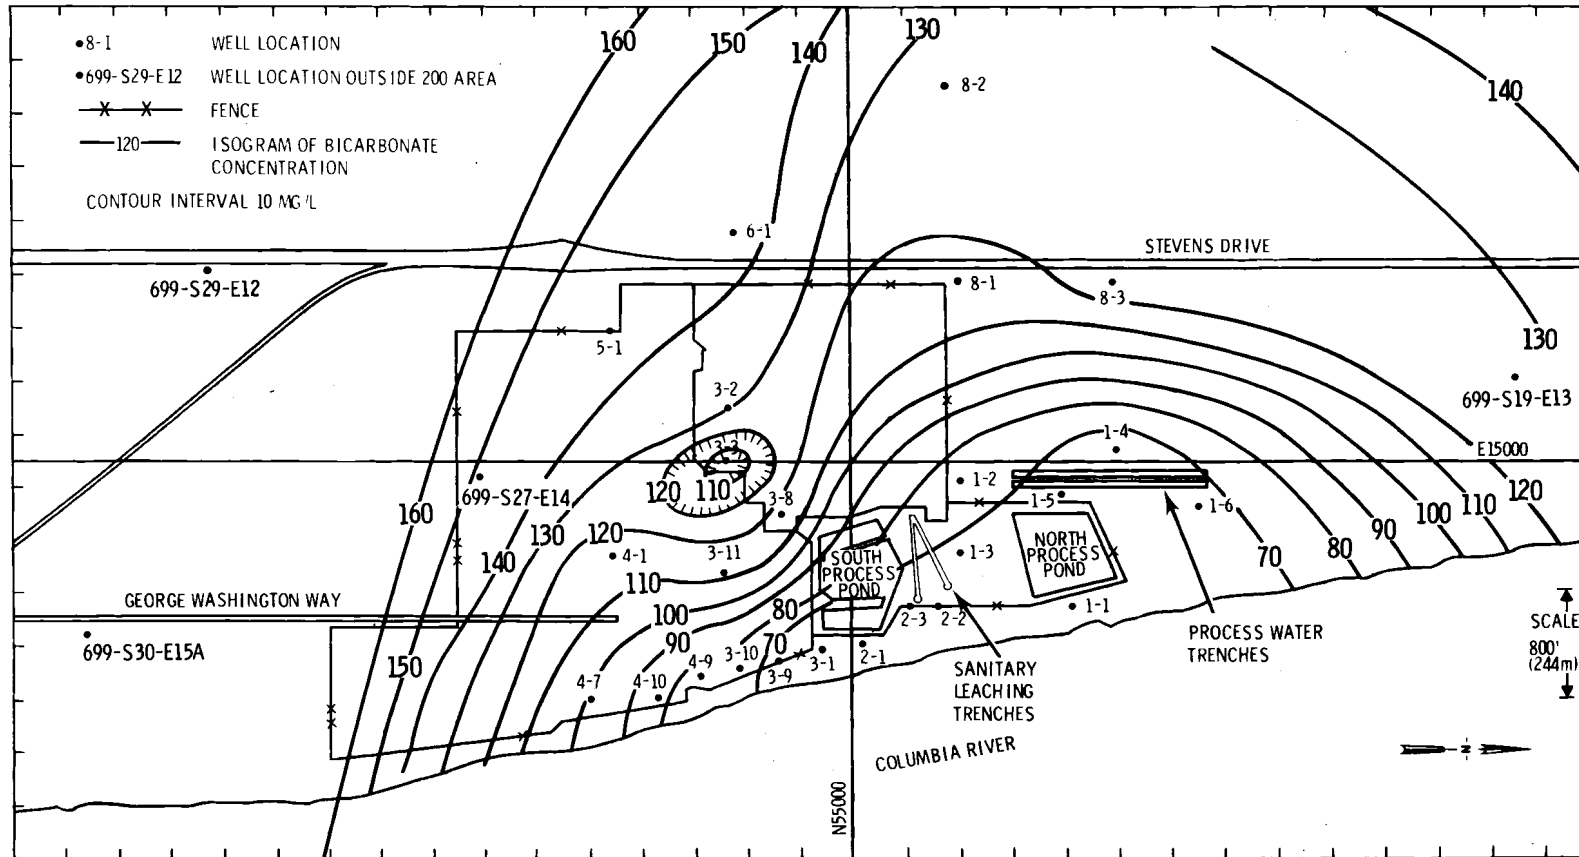 8-1 WELL LOCATION
699-S29-E12 WELL LOCATION OUTSIDE 200 AREA
X X FENCE
120 ISOGRAM OF BICARBONATE
CONCENTRATION
CONTOUR INTERVAL 10 MG/L
160
150
140
130
140
8-2
6-1
STEVENS DRIVE
699-S29-E12
8-1
8-3
5-1
130
3-2
699-S19-E13
3-3
1-4
E15000
699-S27-E14
120
110
3-8
1-2
1-5
1-6
120
110
100
90
80
70
160
130
120
140
4-1
3-11
110
SOUTH
PROCESS
POND
1-3
NORTH
PROCESS
POND
GEORGE WASHINGTON WAY
100
80
90
70
2-3
2-2
1-1
699-S30-E15A
150
3-10
4-9
4-7
4-10
3-9
3-1
2-1
PROCESS WATER
TRENCHES
SANITARY
LEACHING
TRENCHES
SCALE
800'
(244m)
COLUMBIA RIVER
N55000
N